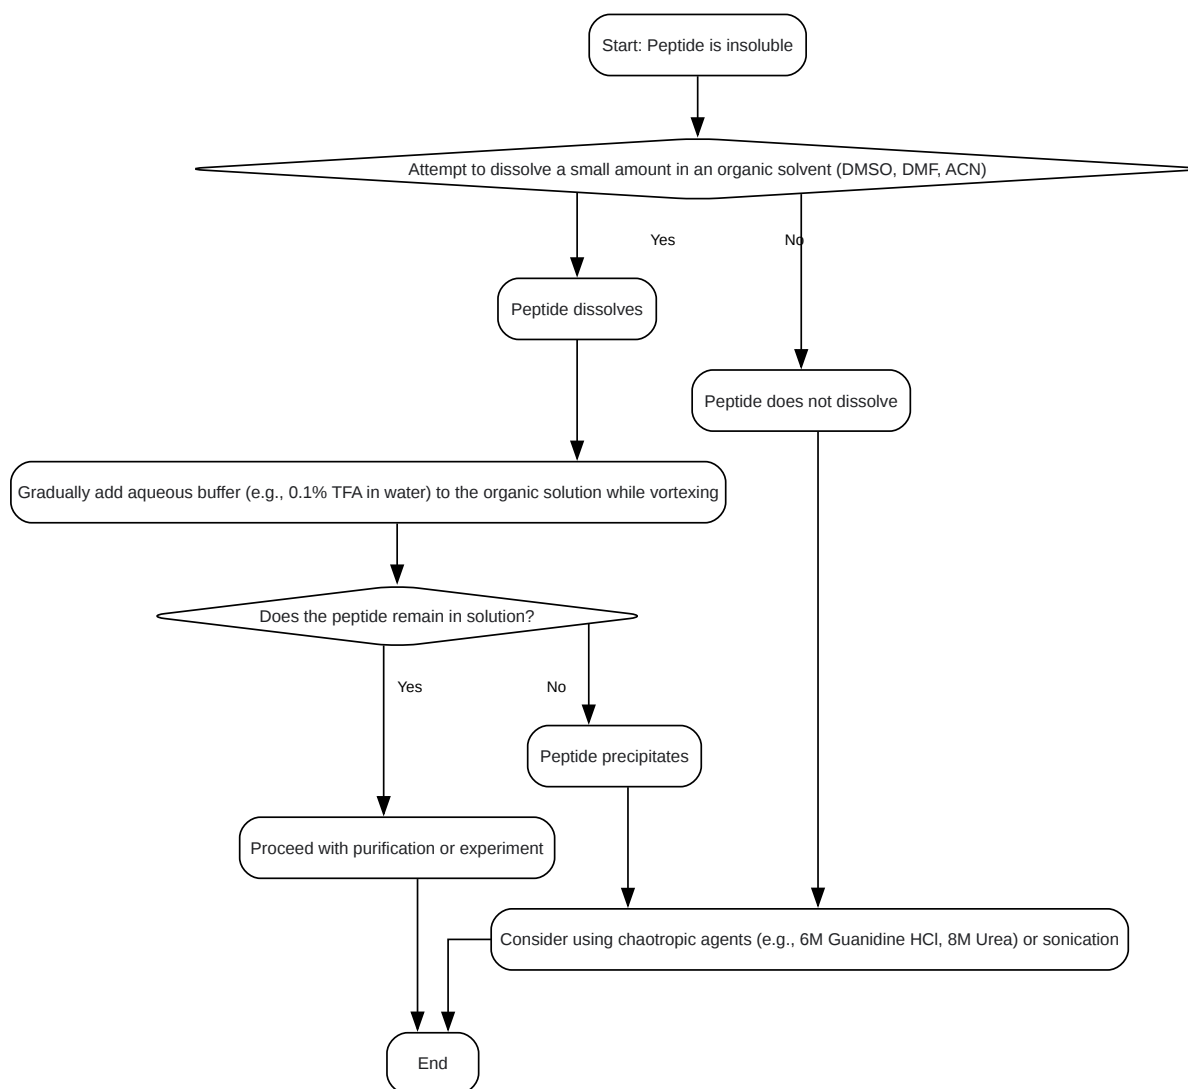 Start: Peptide is insoluble
Attempt to dissolve a small amount in an organic solvent (DMSO, DMF, ACN)
Yes
No
Peptide dissolves
Peptide does not dissolve
Gradually add aqueous buffer (e.g., 0.1% TFA in water) to the organic solution while vortexing
Does the peptide remain in solution?
Yes
No
Peptide precipitates
Proceed with purification or experiment
Consider using chaotropic agents (e.g., 6M Guanidine HCl, 8M Urea) or sonication
End